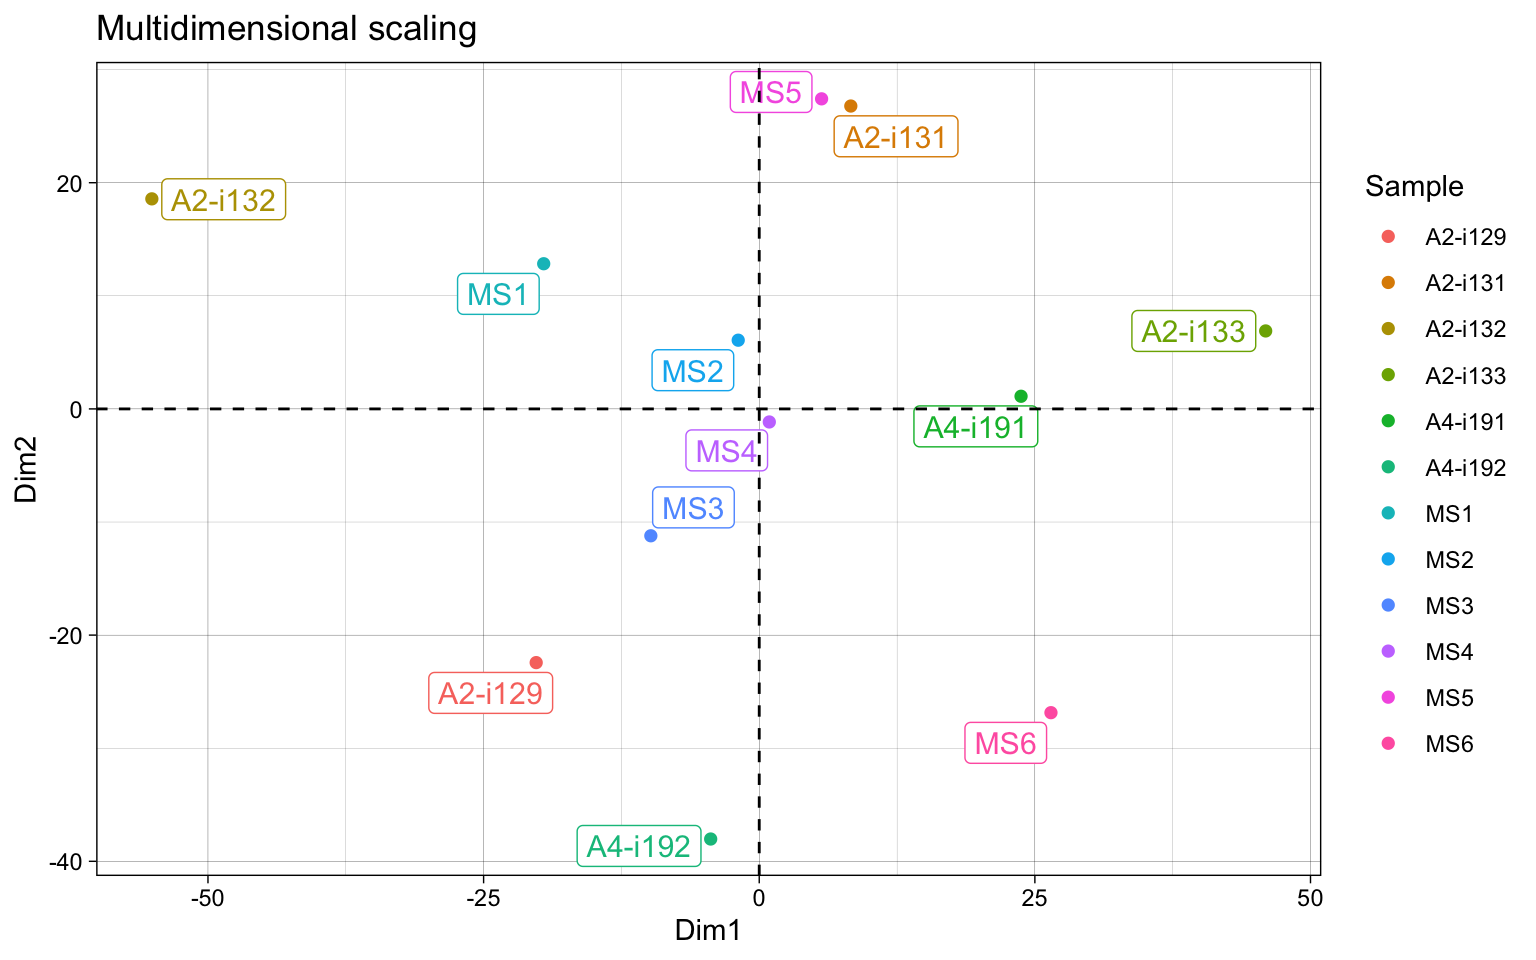 Multidimensional scaling
MS5
A2-i131
A2-i132
MS1
A2-i133
MS2
A4-i191
MS4
MS3
A2-i129
MS6
A4-i192
20
0
-20
-40
Dim2
-50
-25
0
25
50
Dim1
Sample
A2-i129
A2-i131
A2-i132
A2-i133
A4-i191
A4-i192
MS1
MS2
MS3
MS4
MS5
MS6